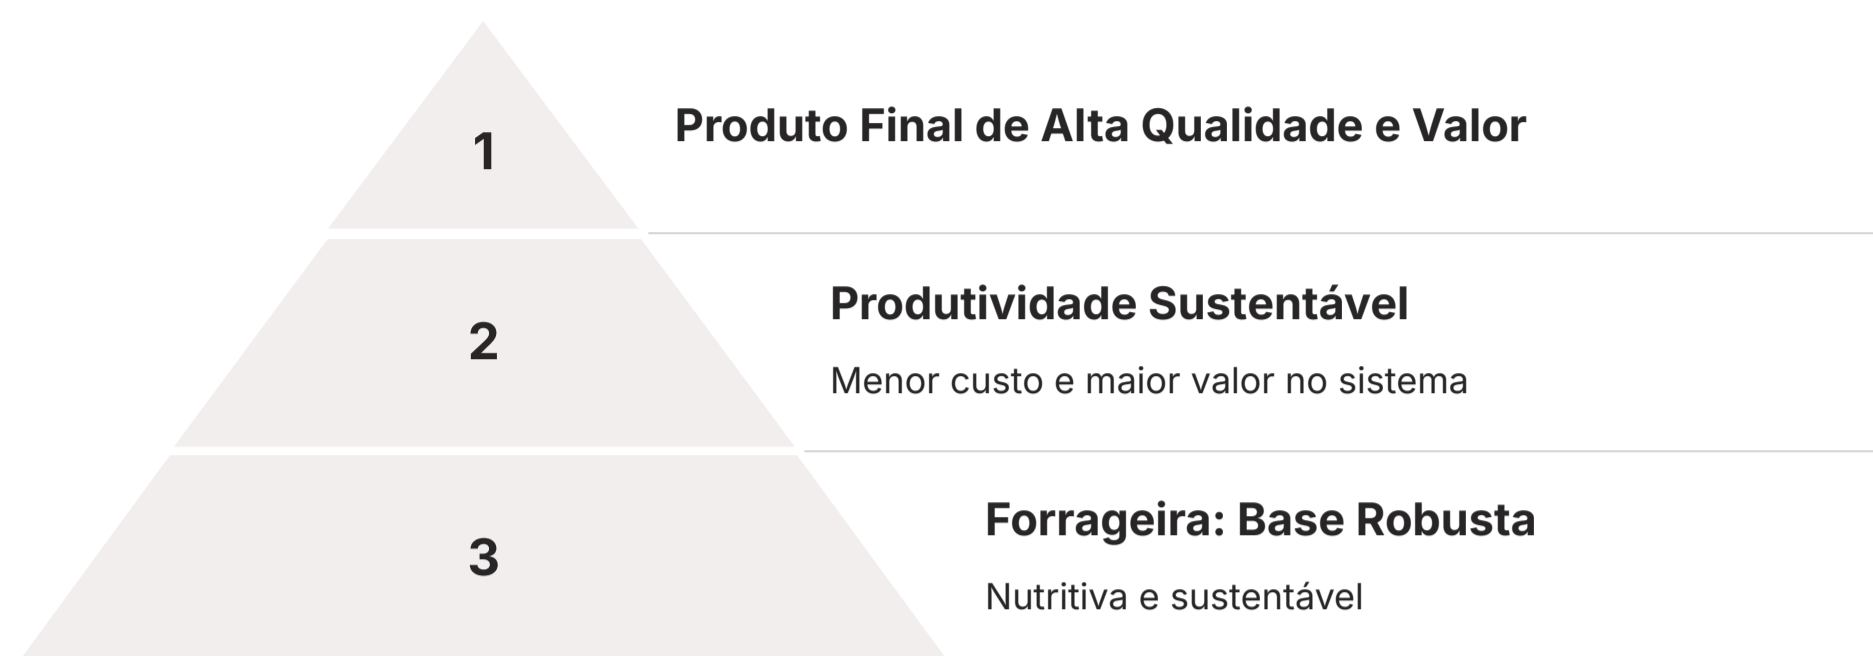 1
Produto Final de Alta Qualidade e Valor
2
Produtividade Sustentável
Menor custo e maior valor no sistema
3
Forrageira: Base Robusta
Nutritiva e sustentável